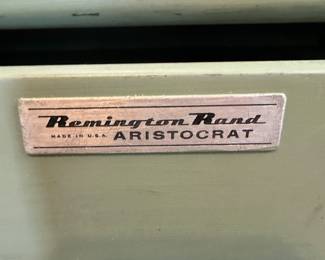 Remington Rand
MADE IN U.S.A. ARISTOCRAT